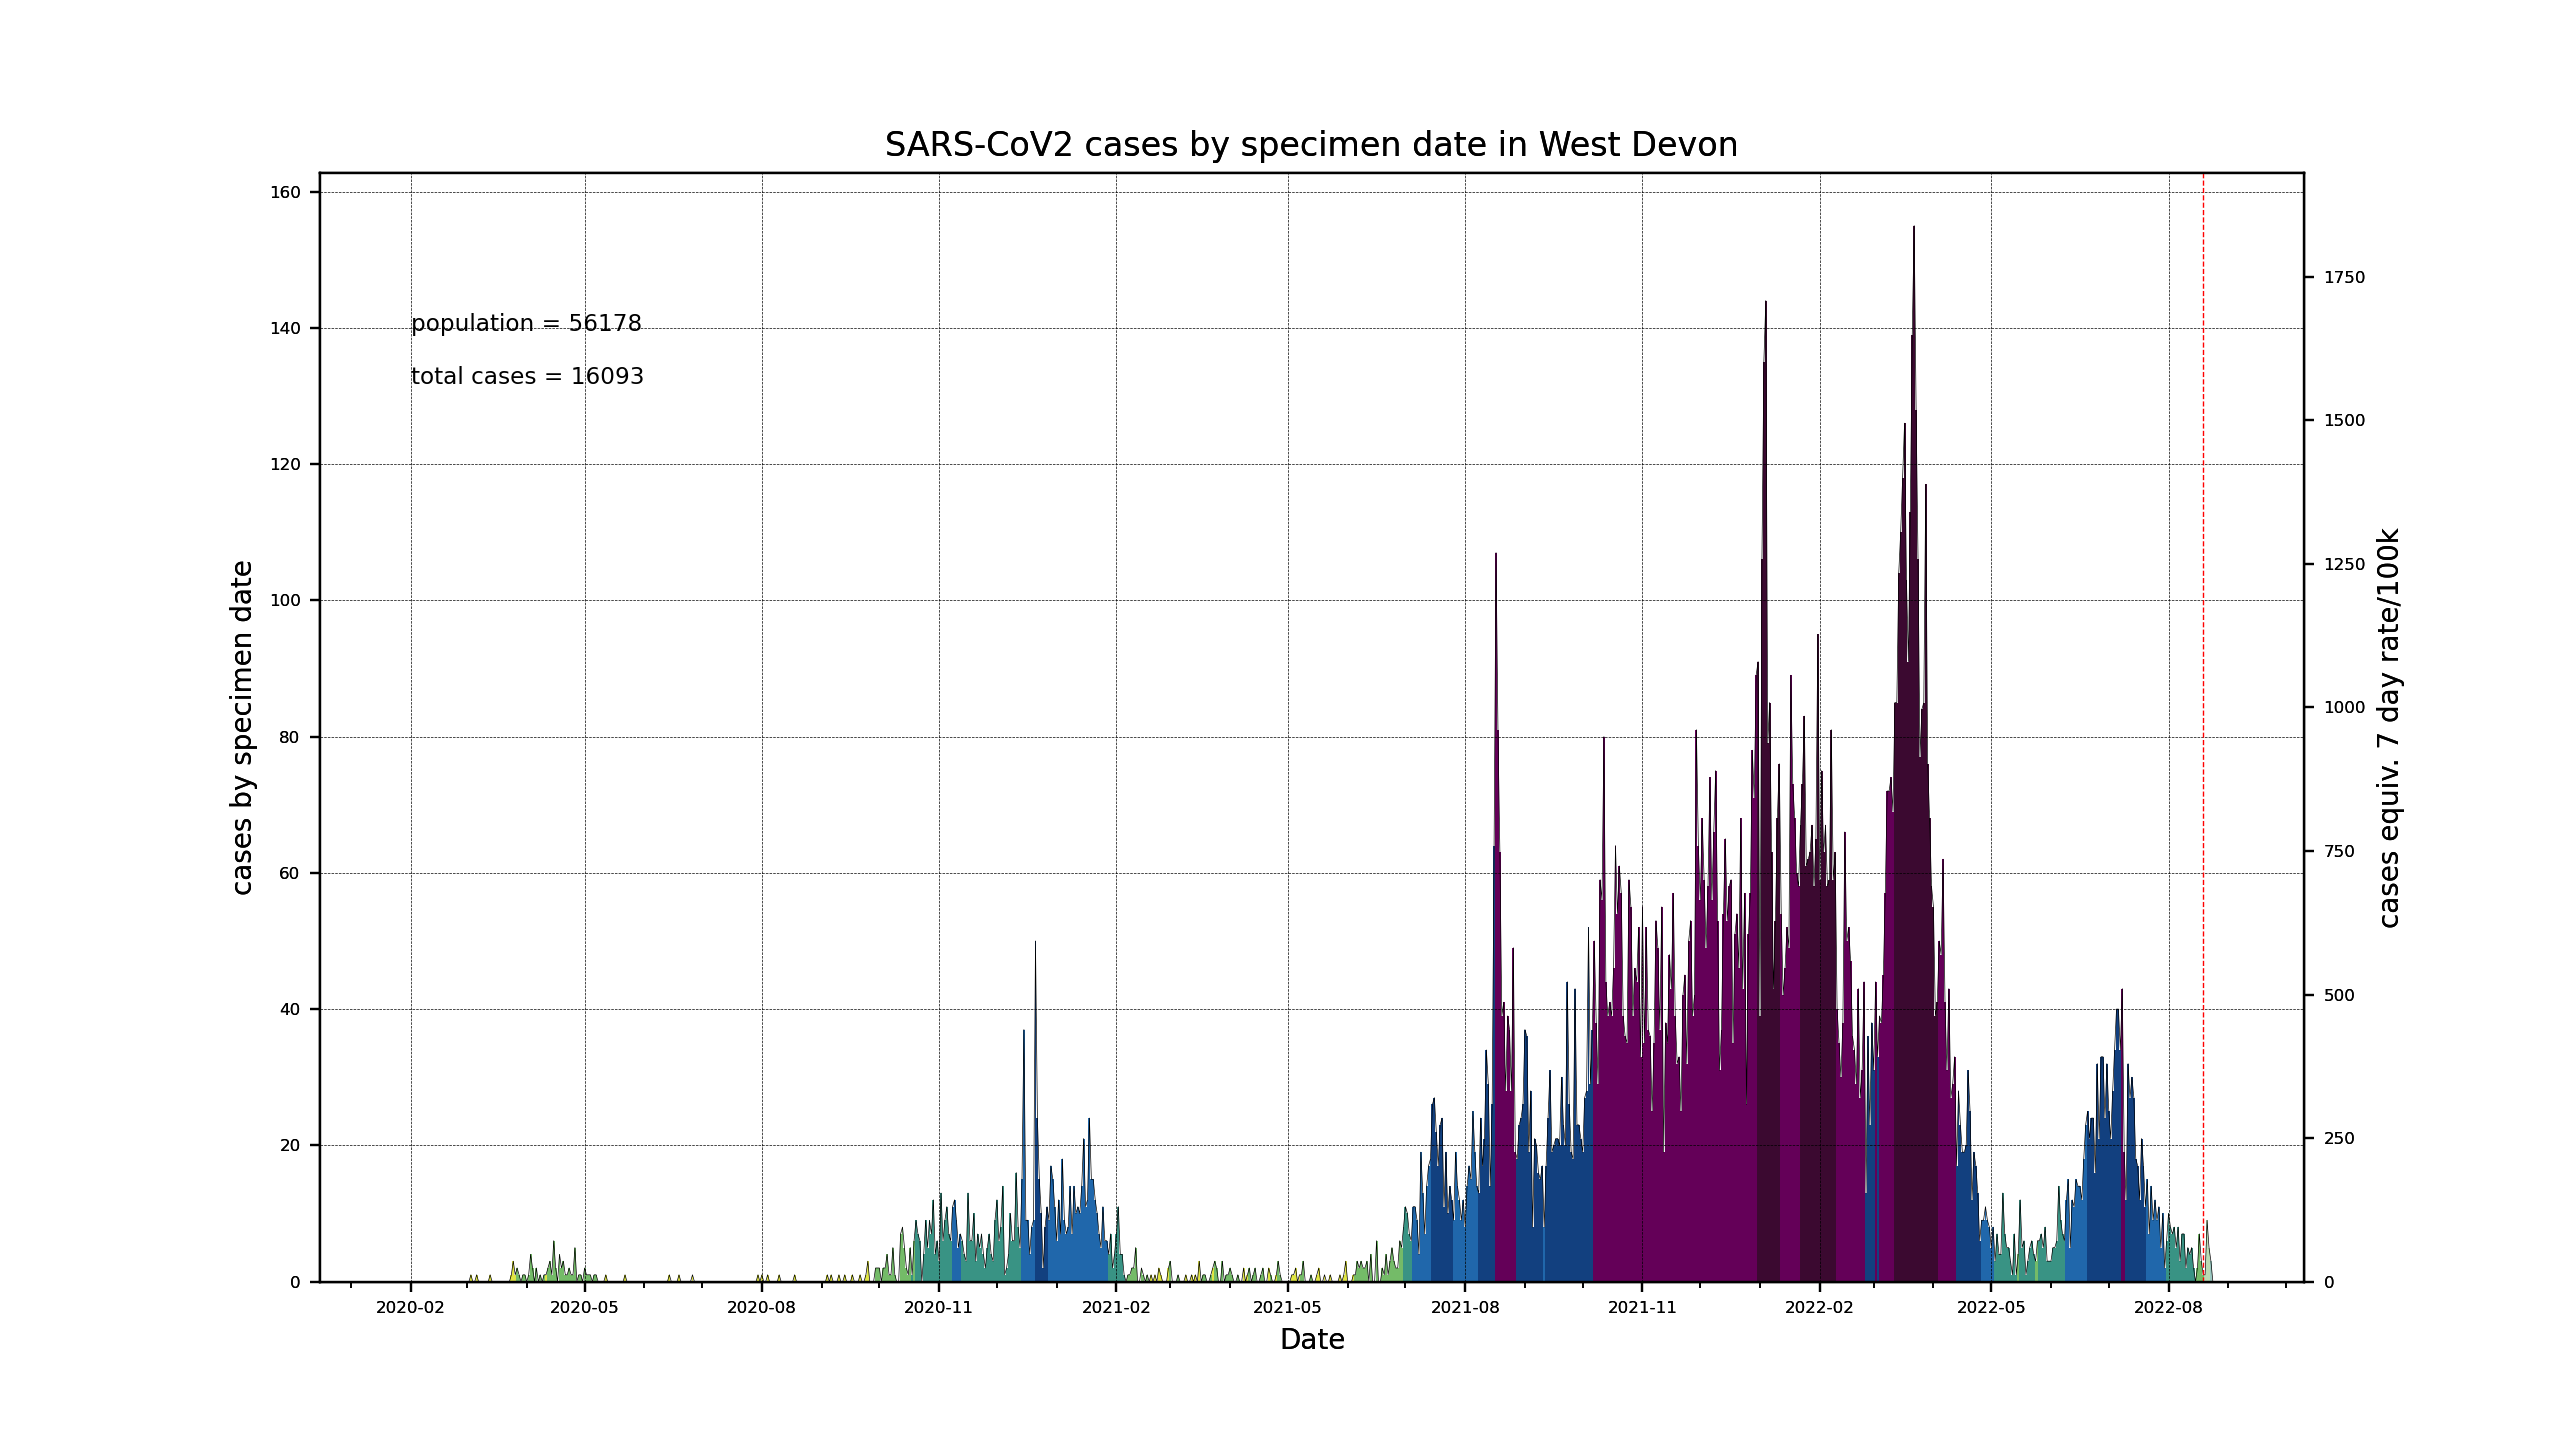 SARS-CoV2 cases by specimen date in West Devon
160
140
120
100
80
60
40
20
0
cases by specimen date
population = 56178
total cases = 16093
1750
1500
1250
1000
750
500
250
0
cases equiv. 7 day rate/100k
2020-02 2020-05 2020-08 2020-11 2021-02 2021-05 2021-08 2021-11 2022-02 2022-05 2022-08
Date